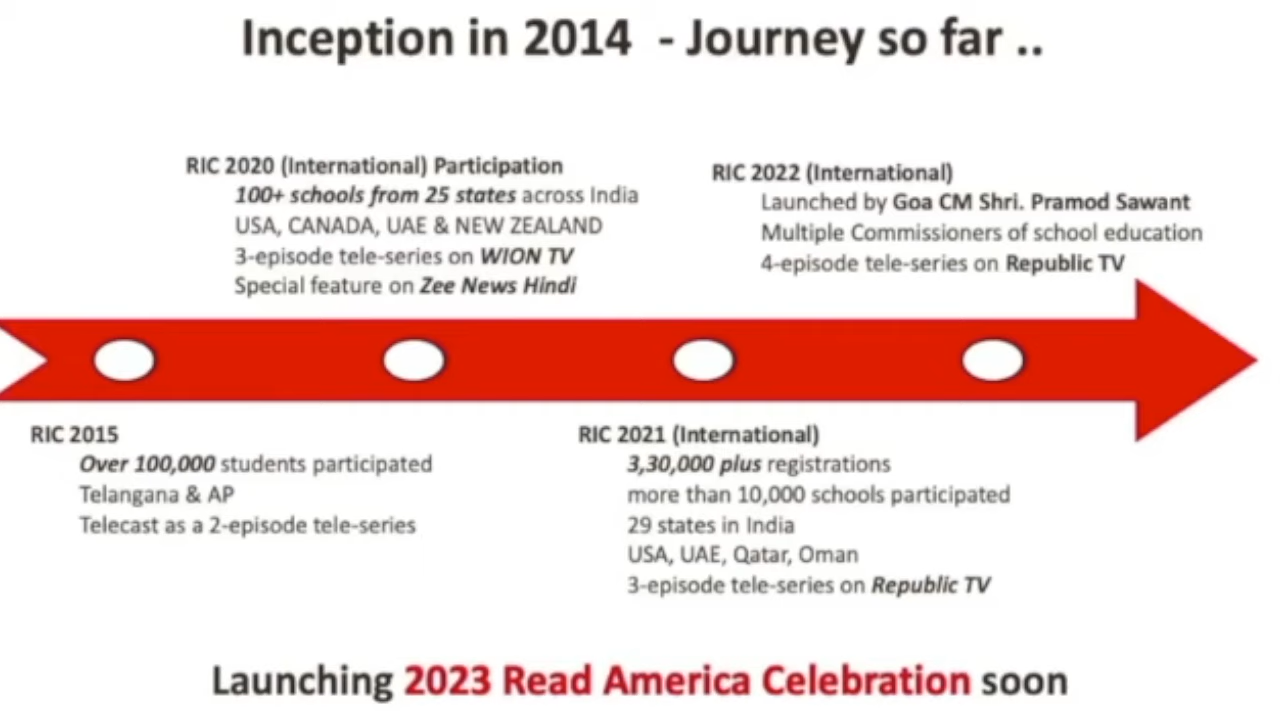 Inception in 2014 - Journey so far ..
RIC 2020 (International) Participation
100+ schools from 25 states across India
USA, CANADA, UAE & NEW ZEALAND
3-episode tele-series on WION TV
Special feature on Zee News Hindi
RIC 2022 (International)
Launched by Goa CM Shri. Pramod Sawant
Multiple Commissioners of school education
4-episode tele-series on Republic TV
RIC 2015
Over 100,000 students participated
Telangana & AP
Telecast as a 2-episode tele-series
RIC 2021 (International)
3,30,000 plus registrations
more than 10,000 schools participated
29 states in India
USA, UAE, Qatar, Oman
3-episode tele-series on Republic TV
Launching 2023 Read America Celebration soon